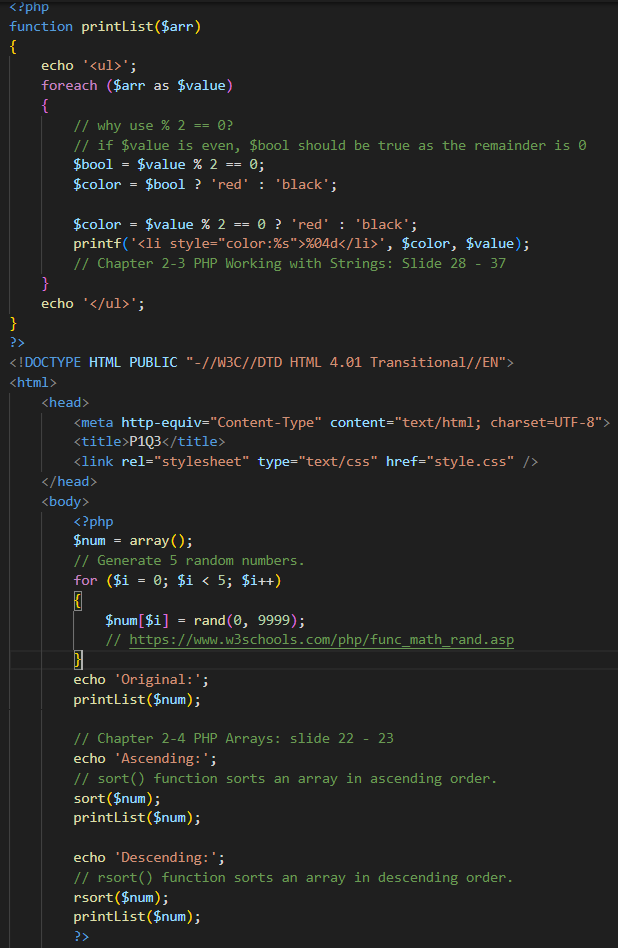 <?php
function printList($arr)
{
    echo '<ul>';
    foreach ($arr as $value)
    {
        // why use % 2 == 0?
        // if $value is even, $bool should be true as the remainder is 0
        $bool = $value % 2 == 0;
        $color = $bool ? 'red' : 'black';

        $color = $value % 2 == 0 ? 'red' : 'black';
        printf('<li style="color:%s">%04d</li>', $color, $value);
        // Chapter 2-3 PHP Working with Strings: Slide 28 - 37
    }
    echo '</ul>';
}
?>
<!DOCTYPE HTML PUBLIC "-//W3C//DTD HTML 4.01 Transitional//EN">
<html>
    <head>
        <meta http-equiv="Content-Type" content="text/html; charset=UTF-8">
        <title>P1Q3</title>
        <link rel="stylesheet" type="text/css" href="style.css" />
    </head>
    <body>
        <?php
        $num = array();
        // Generate 5 random numbers.
        for ($i = 0; $i < 5; $i++)
        {
            $num[$i] = rand(0, 9999);
            // https://www.w3schools.com/php/func_math_rand.asp
        }
        echo 'Original:';
        printList($num);

        // Chapter 2-4 PHP Arrays: slide 22 - 23
        echo 'Ascending:';
        // sort() function sorts an array in ascending order.
        sort($num);
        printList($num);

        echo 'Descending:';
        // rsort() function sorts an array in descending order.
        rsort($num);
        printList($num);
        ?>